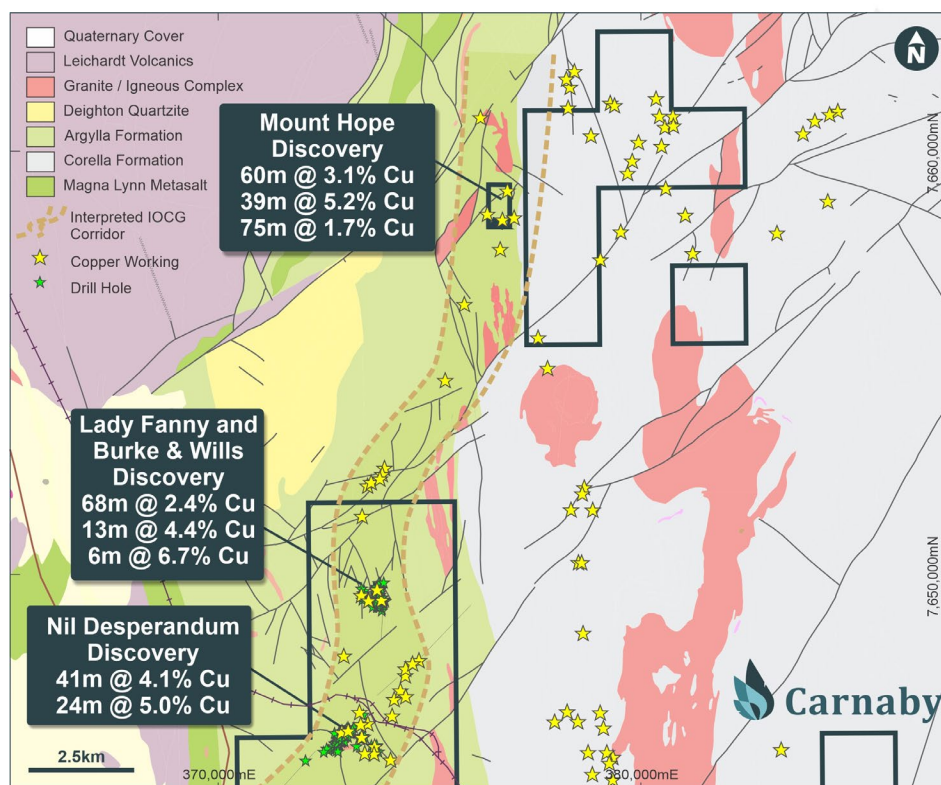 Quaternary Cover
Leichardt Volcanics
Granite / Igneous Complex
Deighton Quartzite
Argylla Formation
Corella Formation
Magna Lynn Metasalt
Interpreted IOCG
Corridor
Copper Working
Drill Hole
Mount Hope
Discovery
60m @ 3.1% Cu
39m @ 5.2% Cu
75m @ 1.7% Cu
N
7,660,000mN
Lady Fanny and
Burke & Wills
Discovery
68m @ 2.4% Cu
13m @ 4.4% Cu
6m @ 6.7% Cu
7,650,000mN
Nil Desperandum
Discovery
41m @ 4.1% Cu
24m @ 5.0% Cu
Carnaby
2.5km
370,000mE
380,000mE